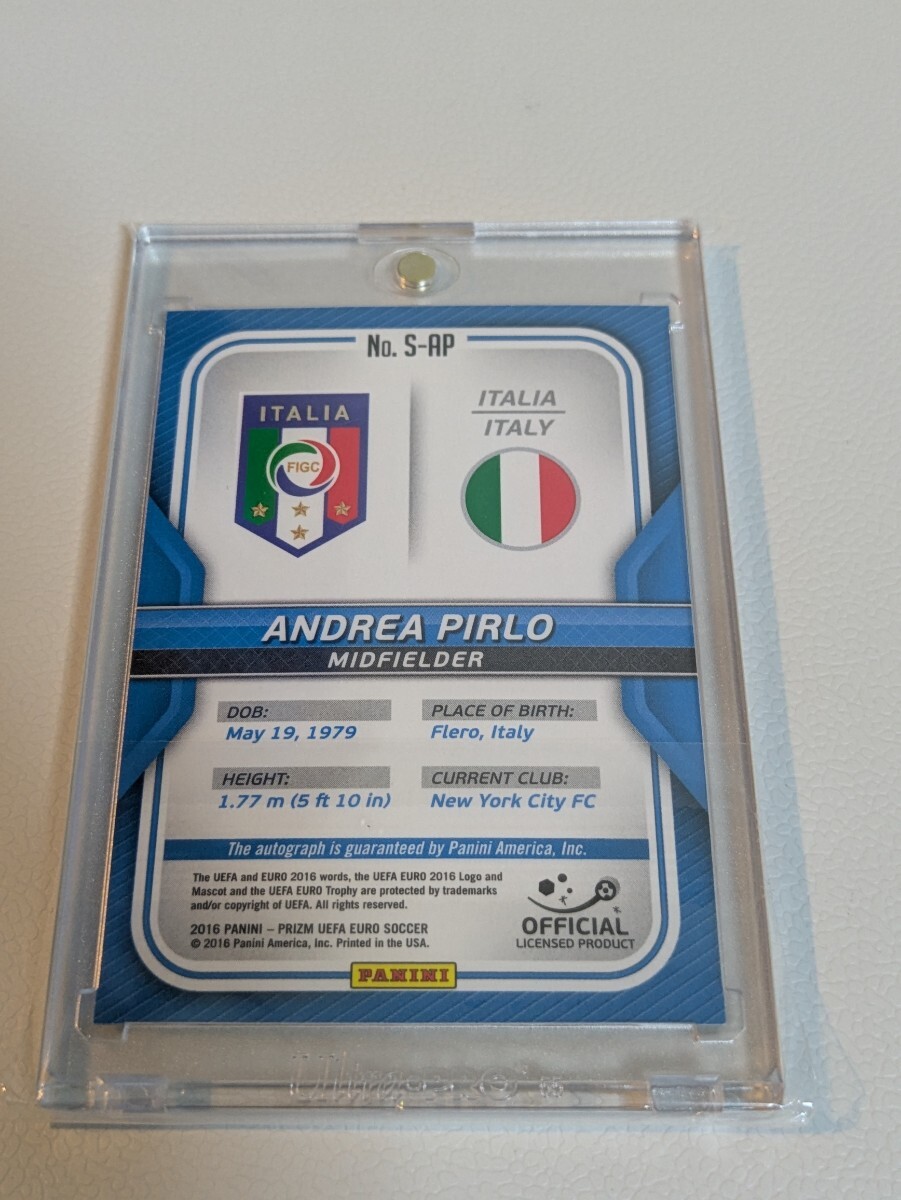 No. S-AP
ITALIA
FIGC
ITALIA
ITALY
ANDREA PIRLO
MIDFIELDER
DOB:
May 19, 1979
PLACE OF BIRTH:
Flero, Italy
HEIGHT:
1.77 m (5 ft 10 in)
CURRENT CLUB:
New York City FC
The autograph is guaranteed by Panini America, Inc.
The UEFA and EURO 2016 words, the UEFA EURO 2016 Logo and
Mascot and the UEFA EURO Trophy are protected by trademarks
and/or copyright of UEFA. All rights reserved.
2016 PANINI – PRIZM UEFA EURO SOCCER
© 2016 Panini America, Inc. Printed in the USA.
OFFICIAL
LICENSED PRODUCT
PANINI